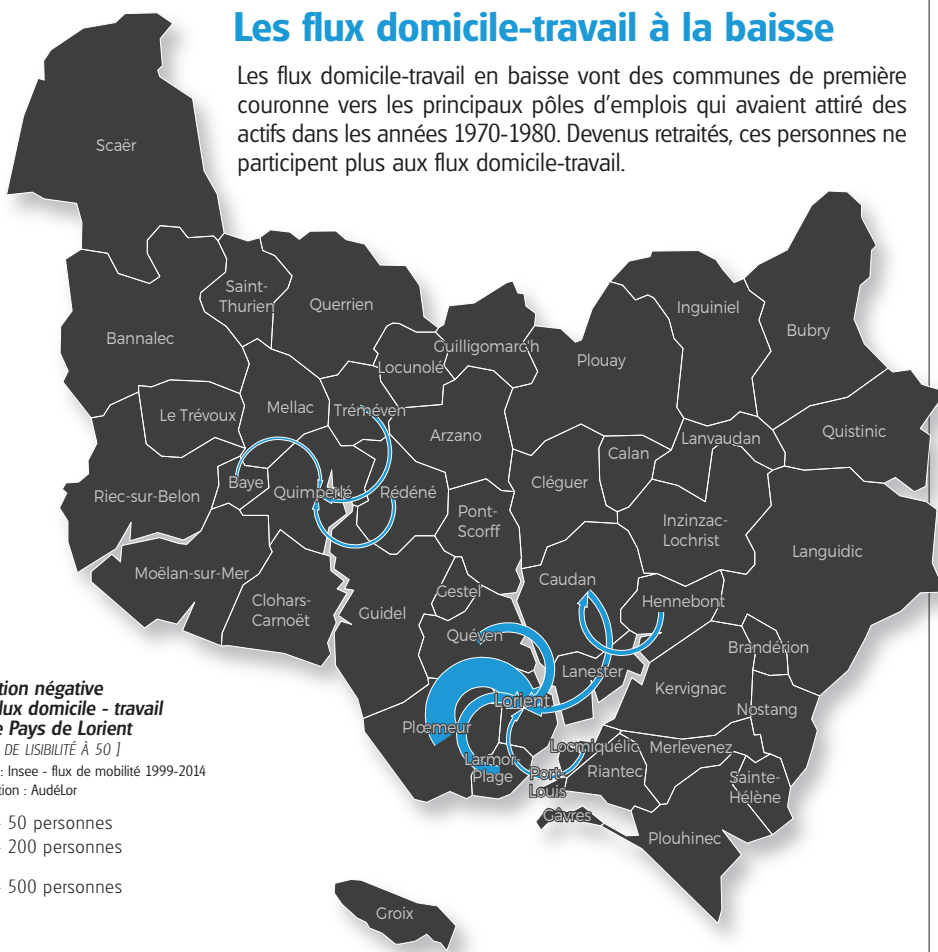 Les flux domicile-travail à la baisse
Les flux domicile-travail en baisse vont des communes de première
couronne vers les principaux pôles d'emplois qui avaient attiré des
actifs dans les années 1970-1980. Devenus retraités, ces personnes ne
participent plus aux flux domicile-travail.
Scaër
Saint-
Thurien
Querrien
Bannalec
Guilligomarc'h
Locunolé
Plouay
Inguiniel
Bubry
Le Trévoux
Mellac
Tréméven
Arzano
Calan
Lanvaudan
Quistinic
Riec-sur-Belon
Baye
Quimperlé
Rédéné
Cléguer
Pont-
Scorff
Inzinzac-
Lochrist
Languidic
Moëlan-sur-Mer
Clohars-
Carnoët
Guidel
Gestel
Caudan
Hennebont
Quéven
Brandérion
Lanester
Kervignac
Lorient
Nostang
Plœmeur
Larmor-
Plage
Locmiquélic
Merlevenez
Port-
Louis
Riantec
Sainte-
Hélène
Gâvres
Plouhinec
Groix
tion négative
lux domicile - travail
e Pays de Lorient
DE LISIBILITÉ À 50 ]
: Insee - flux de mobilité 1999-2014
tion : AudéLor
50 personnes
200 personnes
500 personnes